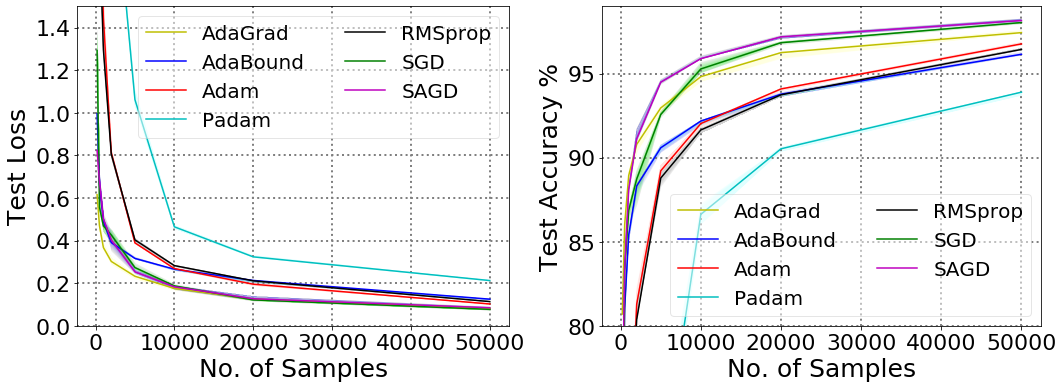 Test Loss
1.4
1.2
1.0
0.8
0.6
0.4
0.2
0.0
AdaGrad
AdaBound
Adam
Padam
RMSprop
SGD
SAGD
0 10000 20000 30000 40000 50000
No. of Samples
Test Accuracy %
95
90
85
80
AdaGrad
AdaBound
Adam
Padam
RMSprop
SGD
SAGD
0 10000 20000 30000 40000 50000
No. of Samples